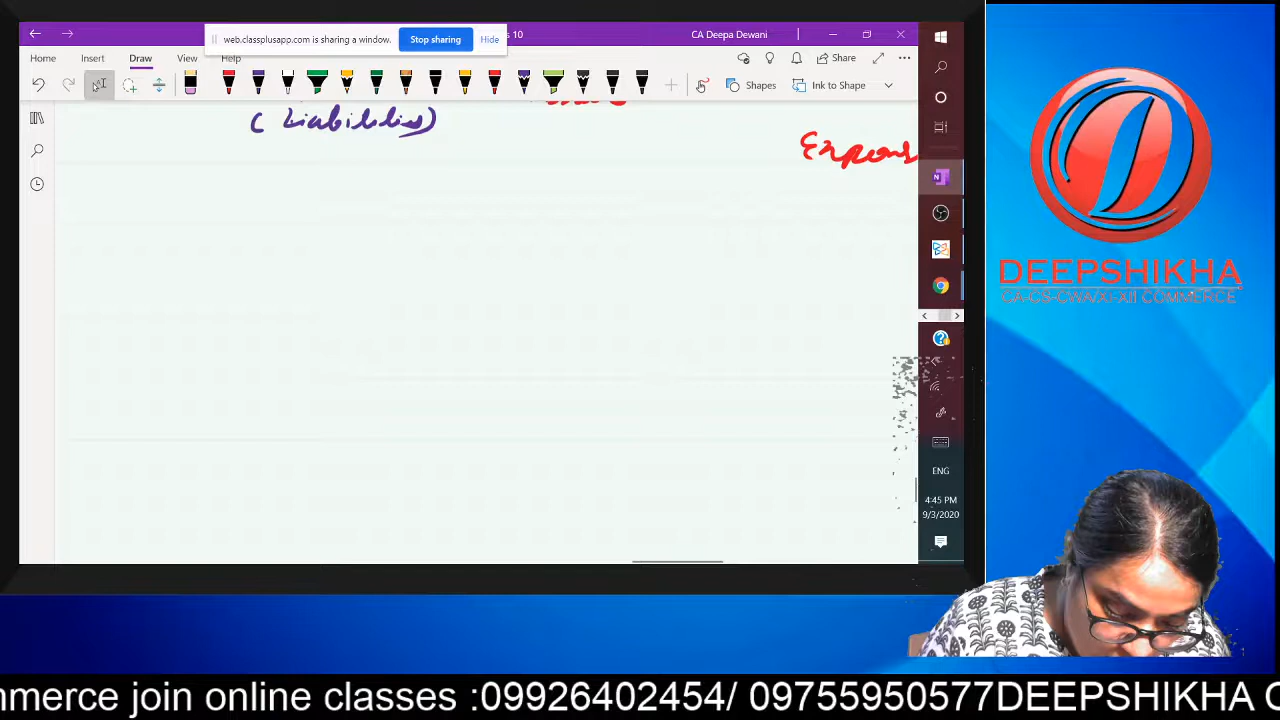 web.classplusapp.com is sharing a window.
Stop sharing
Hide
s 10
CA Deepa Dewani
Home
Insert
Draw
View
Help
Share
Shapes
Ink to Shape
(Liabilities)
Expens
DEEPSHIKHA
CA-CS-CWA/XI-XII COMMERCE
ENG
4:45 PM
9/3/2020
mmerce join online classes :09926402454/ 09755950577DEEPSHIKHA C